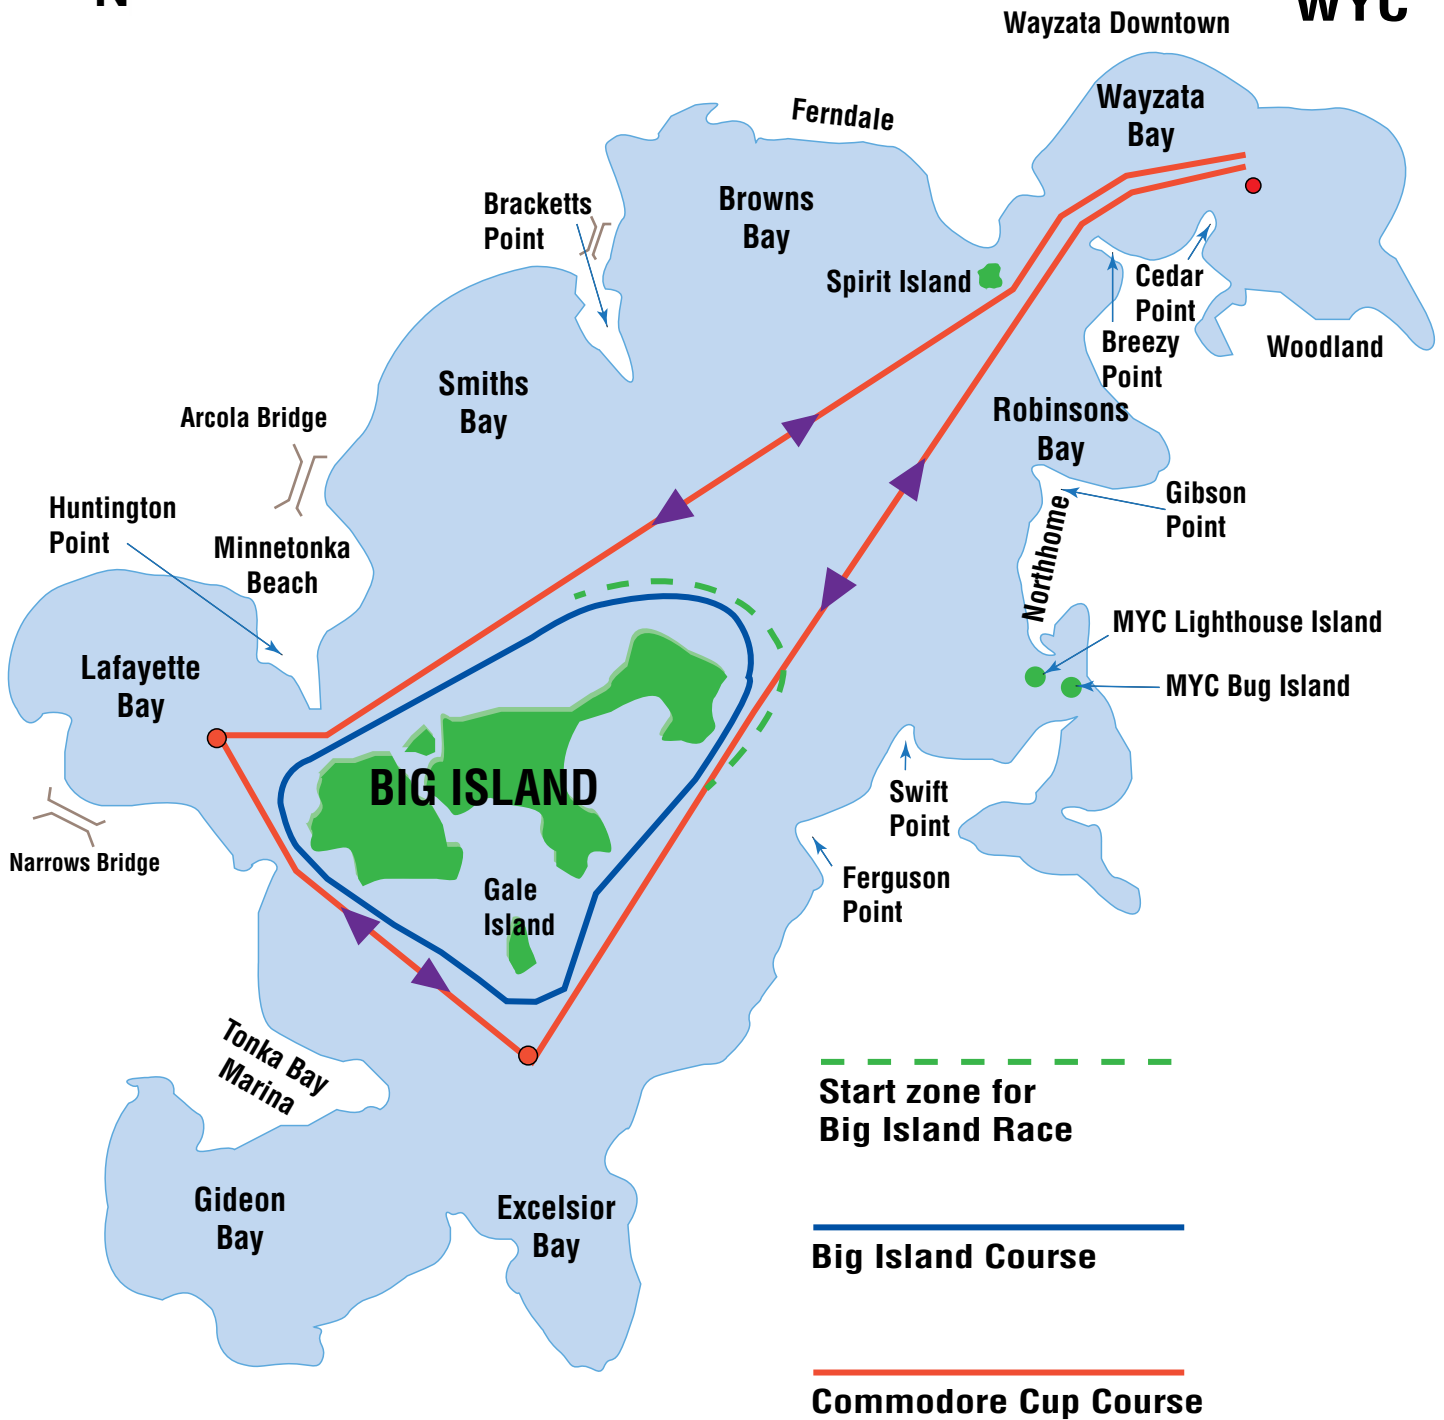 N
WYC
Wayzata Downtown
Wayzata
Bay
Ferndale
Browns
Bay
Bracketts
Point
Spirit Island
Cedar
Point
Breezy
Point
Woodland
Smiths
Bay
Arcola Bridge
Robinsons
Bay
Gibson
Point
Huntington
Point
Minnetonka
Beach
Northhome
MYC Lighthouse Island
MYC Bug Island
Lafayette
Bay
BIG ISLAND
Swift
Point
Narrows Bridge
Gale
Island
Ferguson
Point
Tonka Bay
Marina
Start zone for
Big Island Race
Gideon
Bay
Excelsior
Bay
Big Island Course
Commodore Cup Course